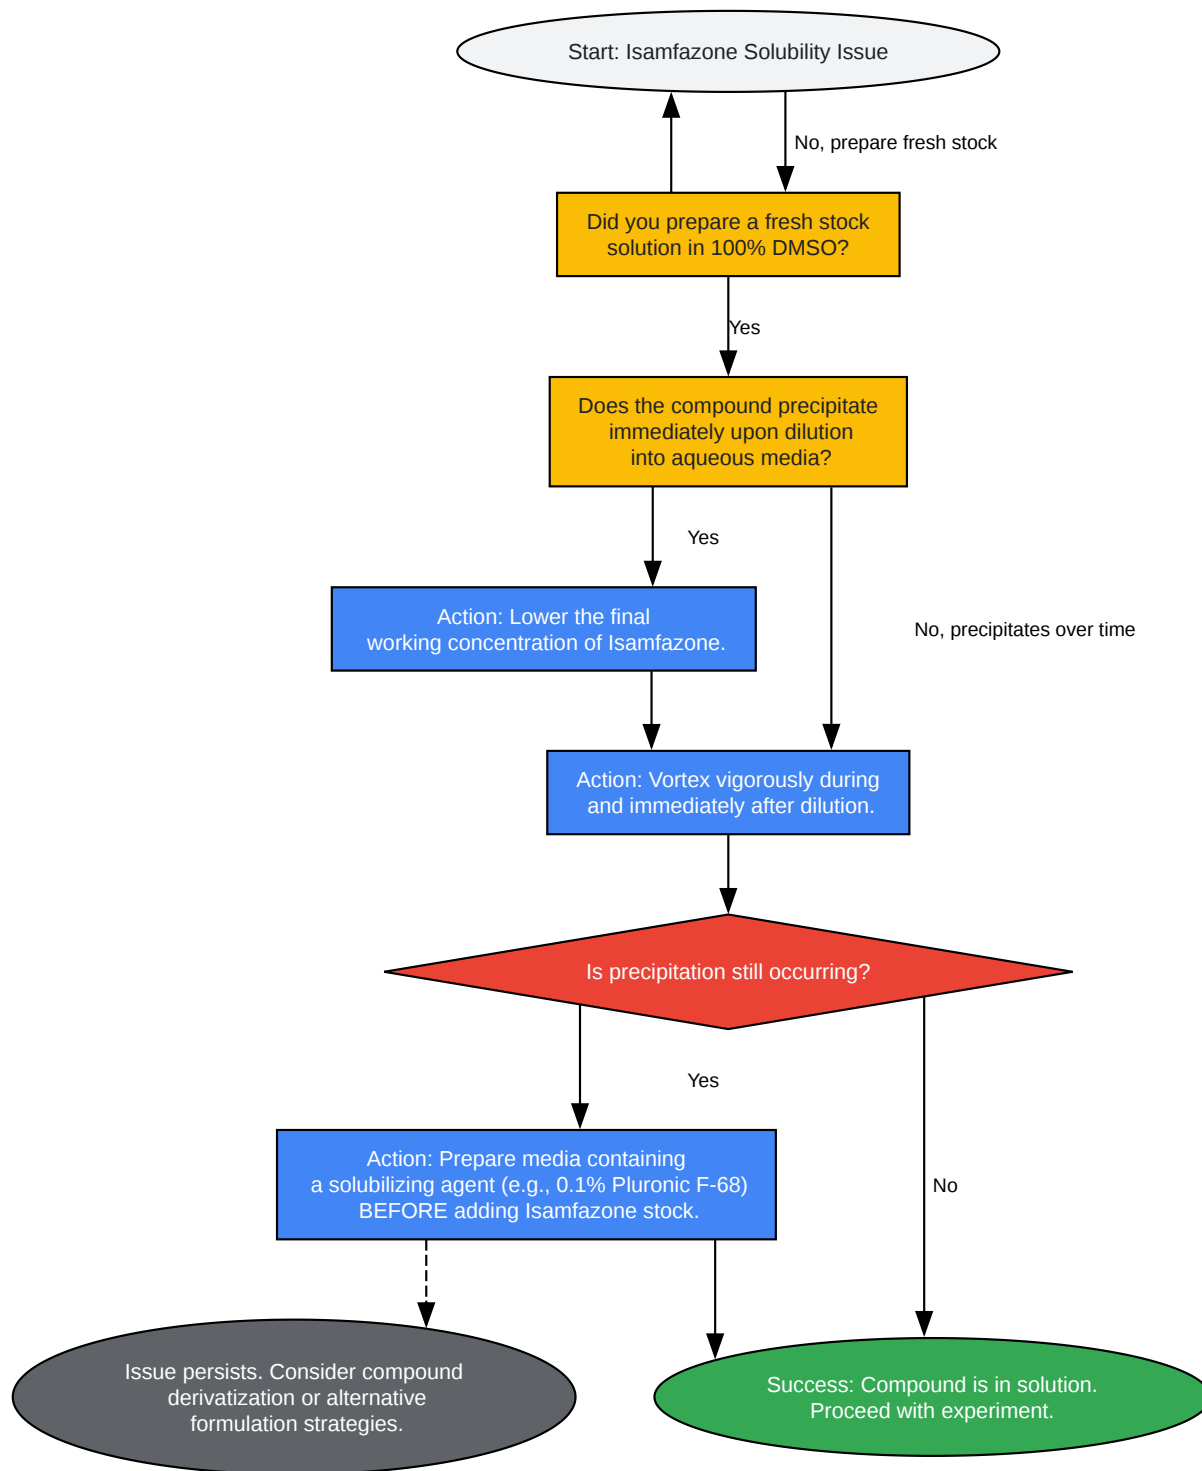 Start: Isamfazone Solubility Issue
No, prepare fresh stock
Did you prepare a fresh stock
solution in 100% DMSO?
Yes
Does the compound precipitate
immediately upon dilution
into aqueous media?
Yes
Action: Lower the final
working concentration of Isamfazone.
No, precipitates over time
Action: Vortex vigorously during
and immediately after dilution.
Is precipitation still occurring?
Yes
Action: Prepare media containing
a solubilizing agent (e.g., 0.1% Pluronic F-68)
BEFORE adding Isamfazone stock.
No
Issue persists. Consider compound
derivatization or alternative
formulation strategies.
Success: Compound is in solution.
Proceed with experiment.